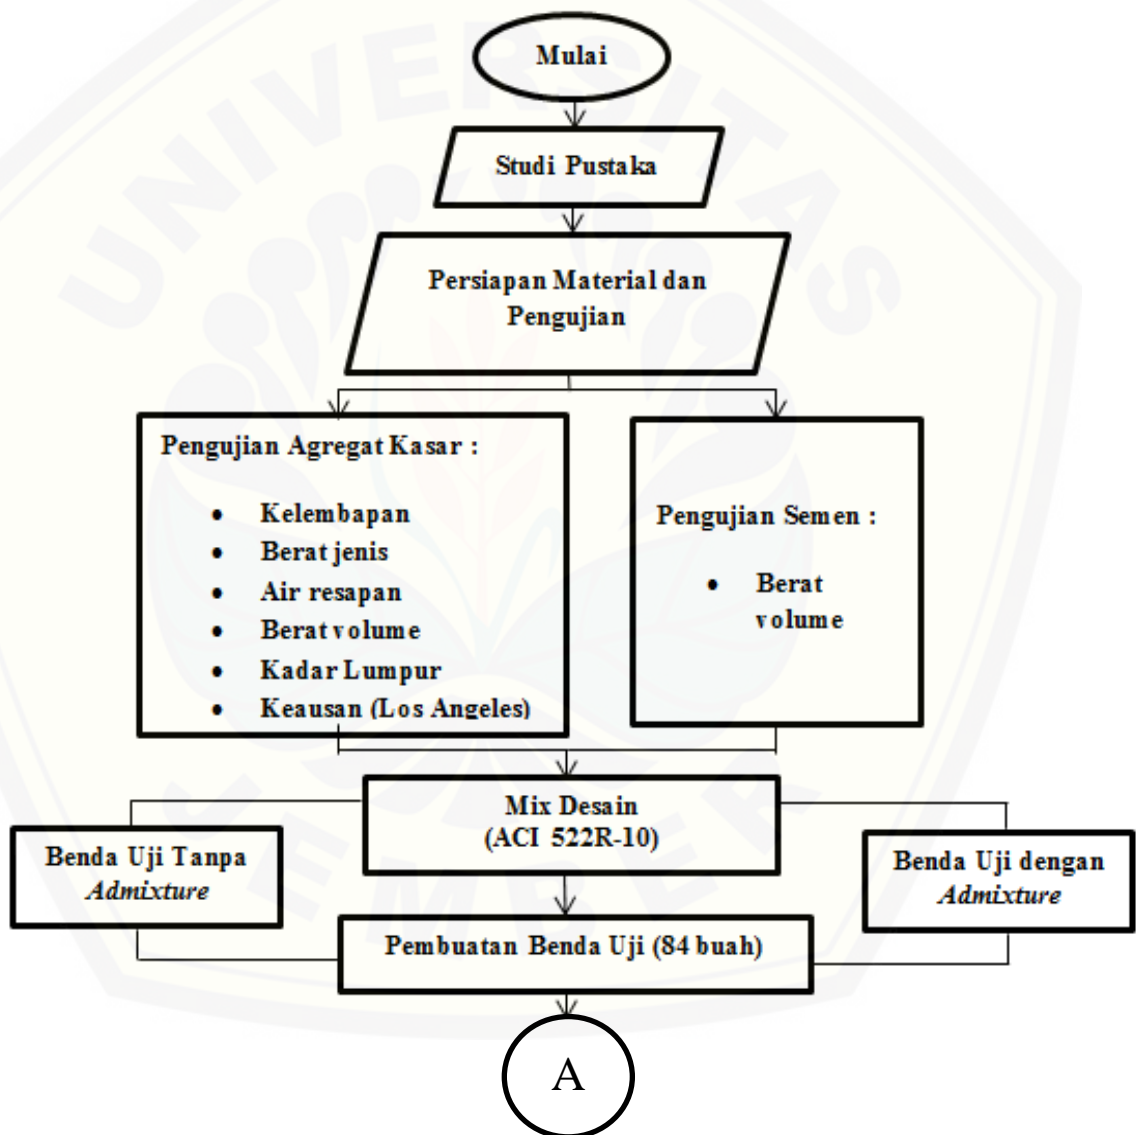 UNIVERSITAS
JEMBER
Mulai
Studi Pustaka
Persiapan Material dan
Pengujian
Pengujian Agregat Kasar :
• Kelembapan
• Berat jenis
• Air resapan
• Berat volume
• Kadar Lumpur
• Keausan (Los Angeles)
Pengujian Semen :
• Berat
volume
Mix Desain
(ACI 522R-10)
Benda Uji Tanpa
Admixture
Benda Uji dengan
Admixture
Pembuatan Benda Uji (84 buah)
A